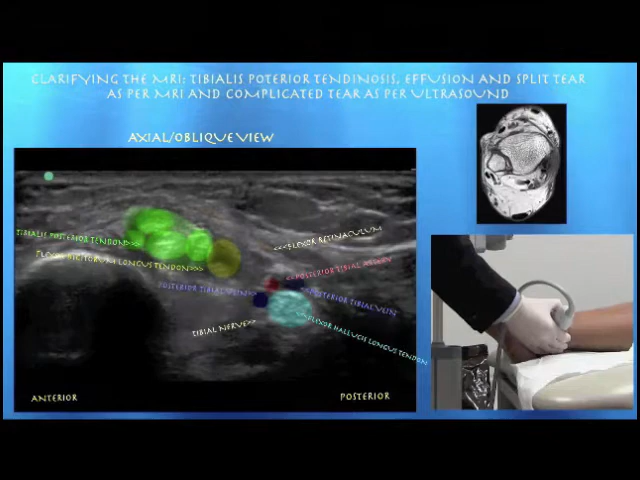 CLARIFYING THE MRI: TIBIALIS POTERIOR TENDINOSIS, EFFUSION AND SPLIT TEAR
AS PER MRI AND COMPLICATED TEAR AS PER ULTRASOUND
AXIAL/OBLIQUE VIEW
TIBIALIS POSTERIOR TENDON>>>
<<<FLEXOR RETINACULUM
FLEXOR DIGITORUM LONGUS TENDON>>>
<<<POSTERIOR TIBIAL ARTERY
POSTERIOR TIBIAL VEIN>>>
<<<POSTERIOR TIBIAL VEIN
TIBIAL NERVE>>>
<<<FLEXOR HALLUCIS LONGUS TENDON
ANTERIOR
POSTERIOR